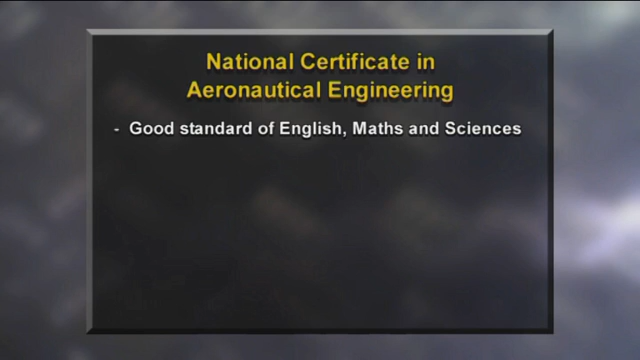 National Certificate in
Aeronautical Engineering
- Good standard of English, Maths and Sciences